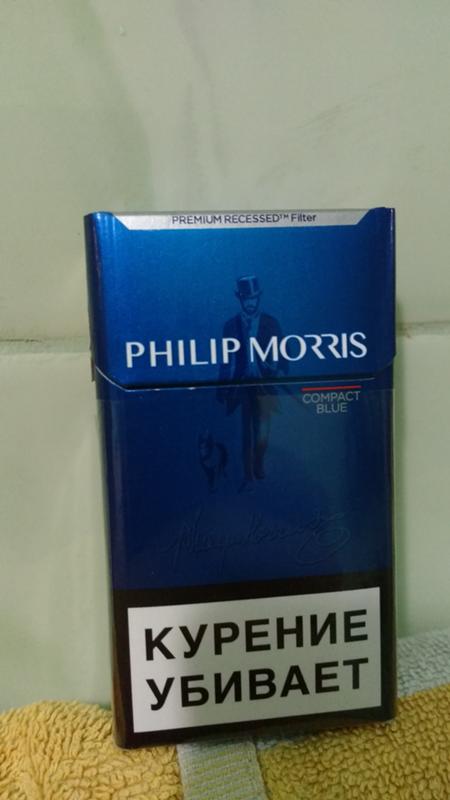 PREMIUM RECESSED™ Filter
PHILIP MORRIS
COMPACT
BLUE
КУРЕНИЕ
УБИВАЕТ